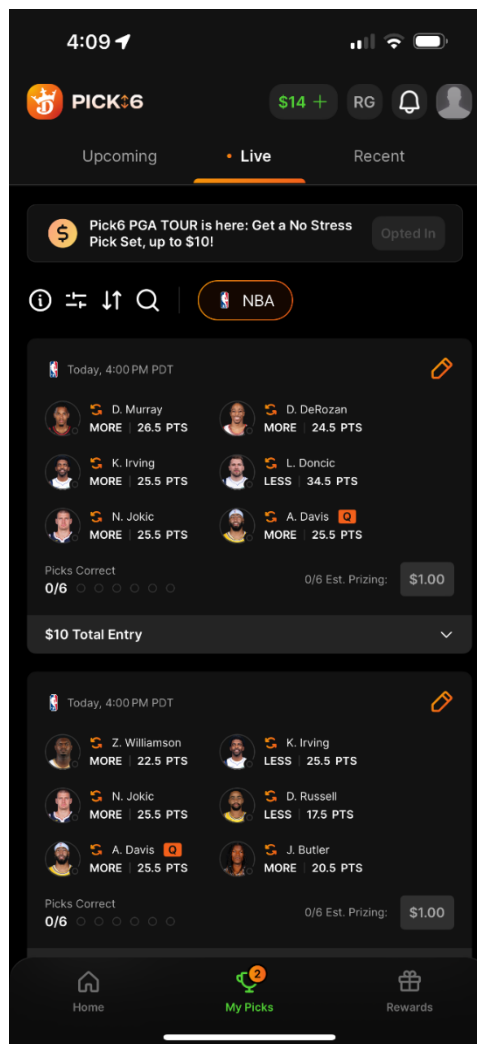 4:09
PICK6
$14 +
RG
Upcoming
Live
Recent
Pick6 PGA TOUR is here: Get a No Stress
Pick Set, up to $10!
Opted In
NBA
Today, 4:00 PM PDT
D. Murray
MORE | 26.5 PTS
D. DeRozan
MORE | 24.5 PTS
K. Irving
MORE | 25.5 PTS
L. Doncic
LESS | 34.5 PTS
N. Jokic
MORE | 25.5 PTS
A. Davis Q
MORE | 25.5 PTS
Picks Correct
0/6
0/6 Est. Prizing:
$1.00
$10 Total Entry
Today, 4:00 PM PDT
Z. Williamson
MORE | 22.5 PTS
K. Irving
LESS | 25.5 PTS
N. Jokic
MORE | 25.5 PTS
D. Russell
LESS | 17.5 PTS
A. Davis Q
MORE | 25.5 PTS
J. Butler
MORE | 20.5 PTS
Picks Correct
0/6
0/6 Est. Prizing:
$1.00
2
Home
My Picks
Rewards